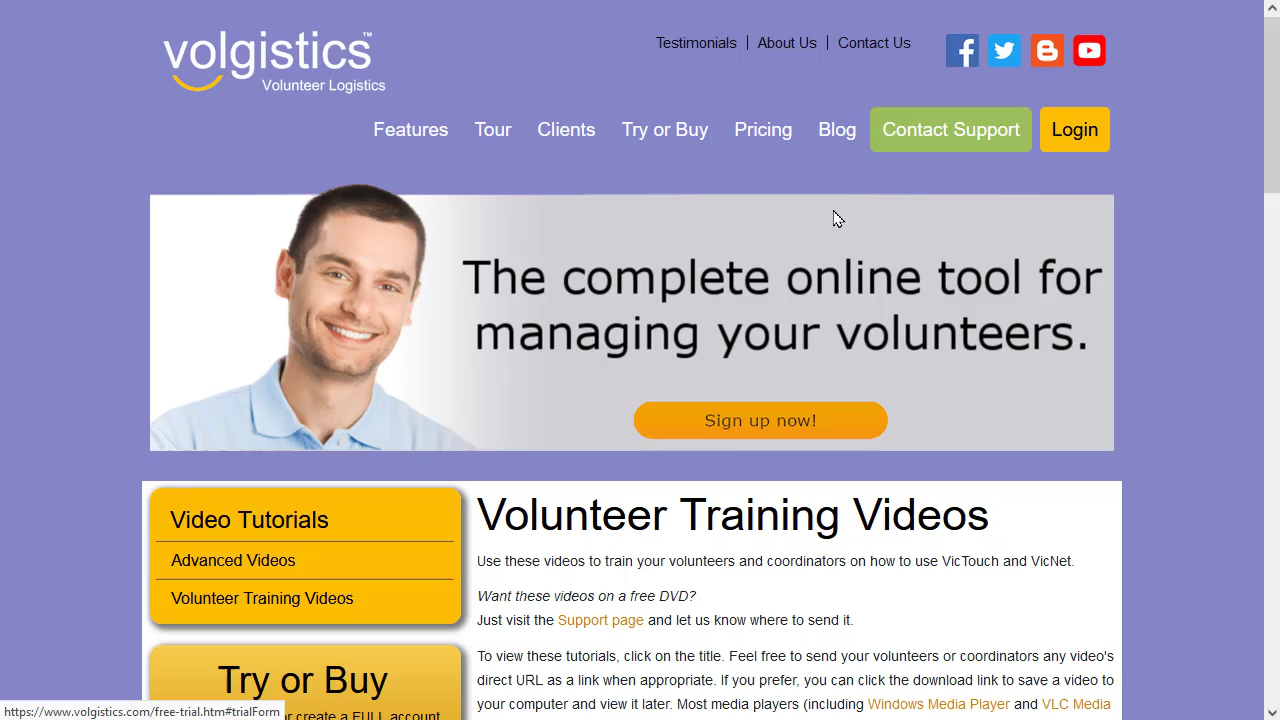 volgistics™
Volunteer Logistics
Testimonials
About Us
Contact Us
Features
Tour
Clients
Try or Buy
Pricing
Blog
Contact Support
Login
The complete online tool for
managing your volunteers.
Sign up now!
Video Tutorials
Advanced Videos
Volunteer Training Videos
Try or Buy
or create a FULL account
Volunteer Training Videos
Use these videos to train your volunteers and coordinators on how to use VicTouch and VicNet.
Want these videos on a free DVD?
Just visit the Support page and let us know where to send it.
To view these tutorials, click on the title. Feel free to send your volunteers or coordinators any video's
direct URL as a link when appropriate. If you prefer, you can click the download link to save a video to
your computer and view it later. Most media players (including Windows Media Player and VLC Media
https://www.volgistics.com/free-trial.htm#trialForm